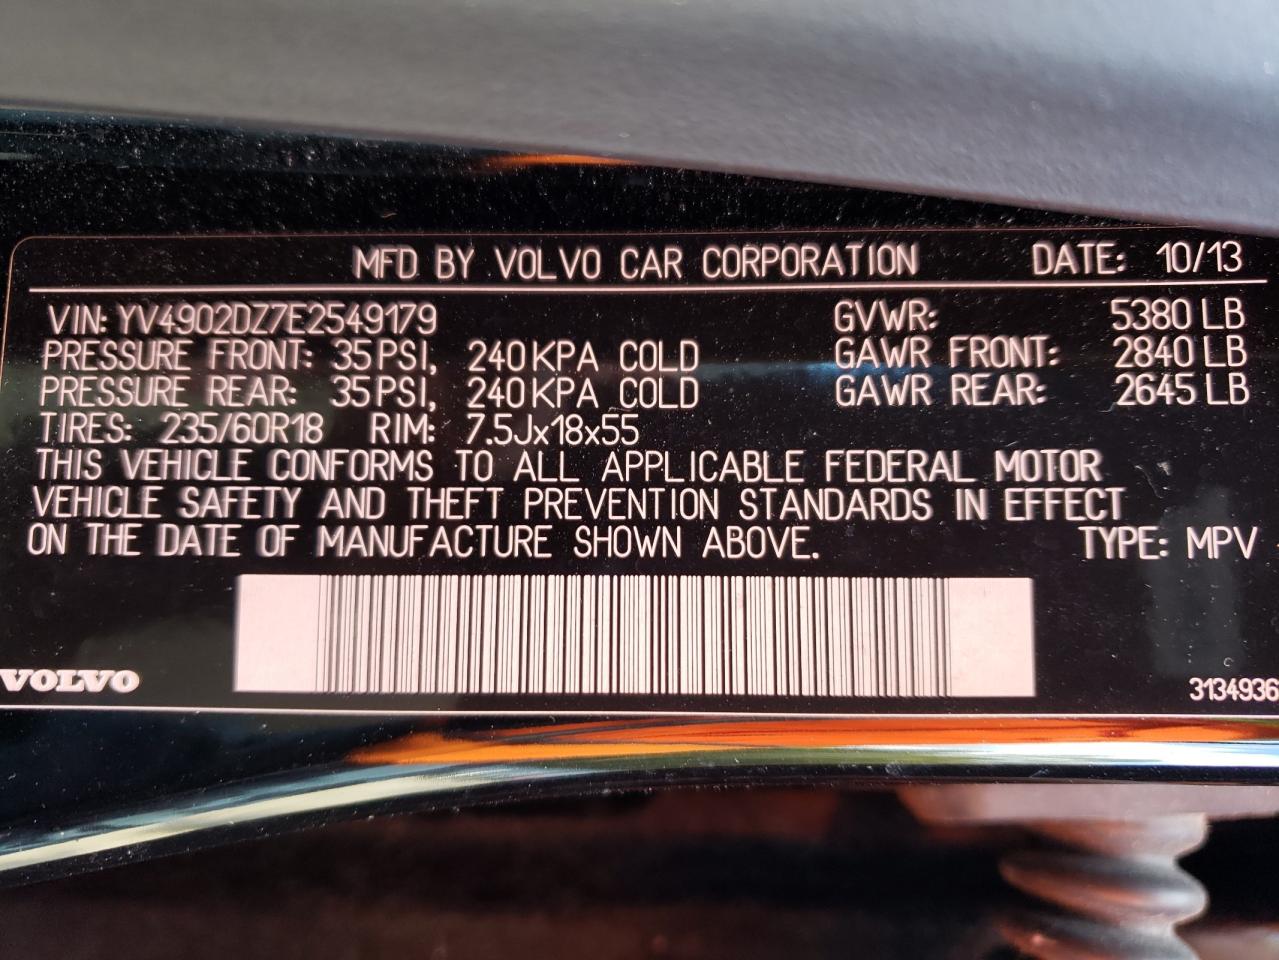 MFD BY VOLVO CAR CORPORATION DATE: 10/13
VIN: YV4902DZ7E2549179 GVWR: 5380 LB
PRESSURE FRONT: 35 PSI, 240 KPA COLD GAWR FRONT: 2840 LB
PRESSURE REAR: 35 PSI, 240 KPA COLD GAWR REAR: 2645 LB
TIRES: 235/60R18 RIM: 7.5Jx18x55
THIS VEHICLE CONFORMS TO ALL APPLICABLE FEDERAL MOTOR
VEHICLE SAFETY AND THEFT PREVENTION STANDARDS IN EFFECT
ON THE DATE OF MANUFACTURE SHOWN ABOVE. TYPE: MPV
VOLVO 3134936